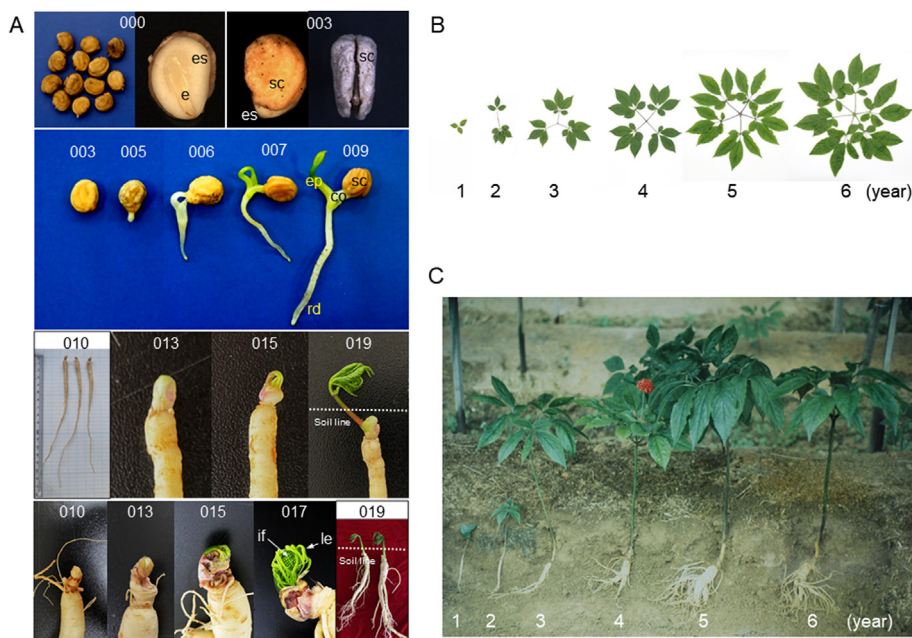 A
000
003
es
e
sc
es
sc
003
005
006
007
009
ep
co
sc
rd
010
013
015
019
Soil line
010
013
015
017
019
if
le
Soil line
B
1 2 3 4 5 6 (year)
C
1 2 3 4 5 6 (year)